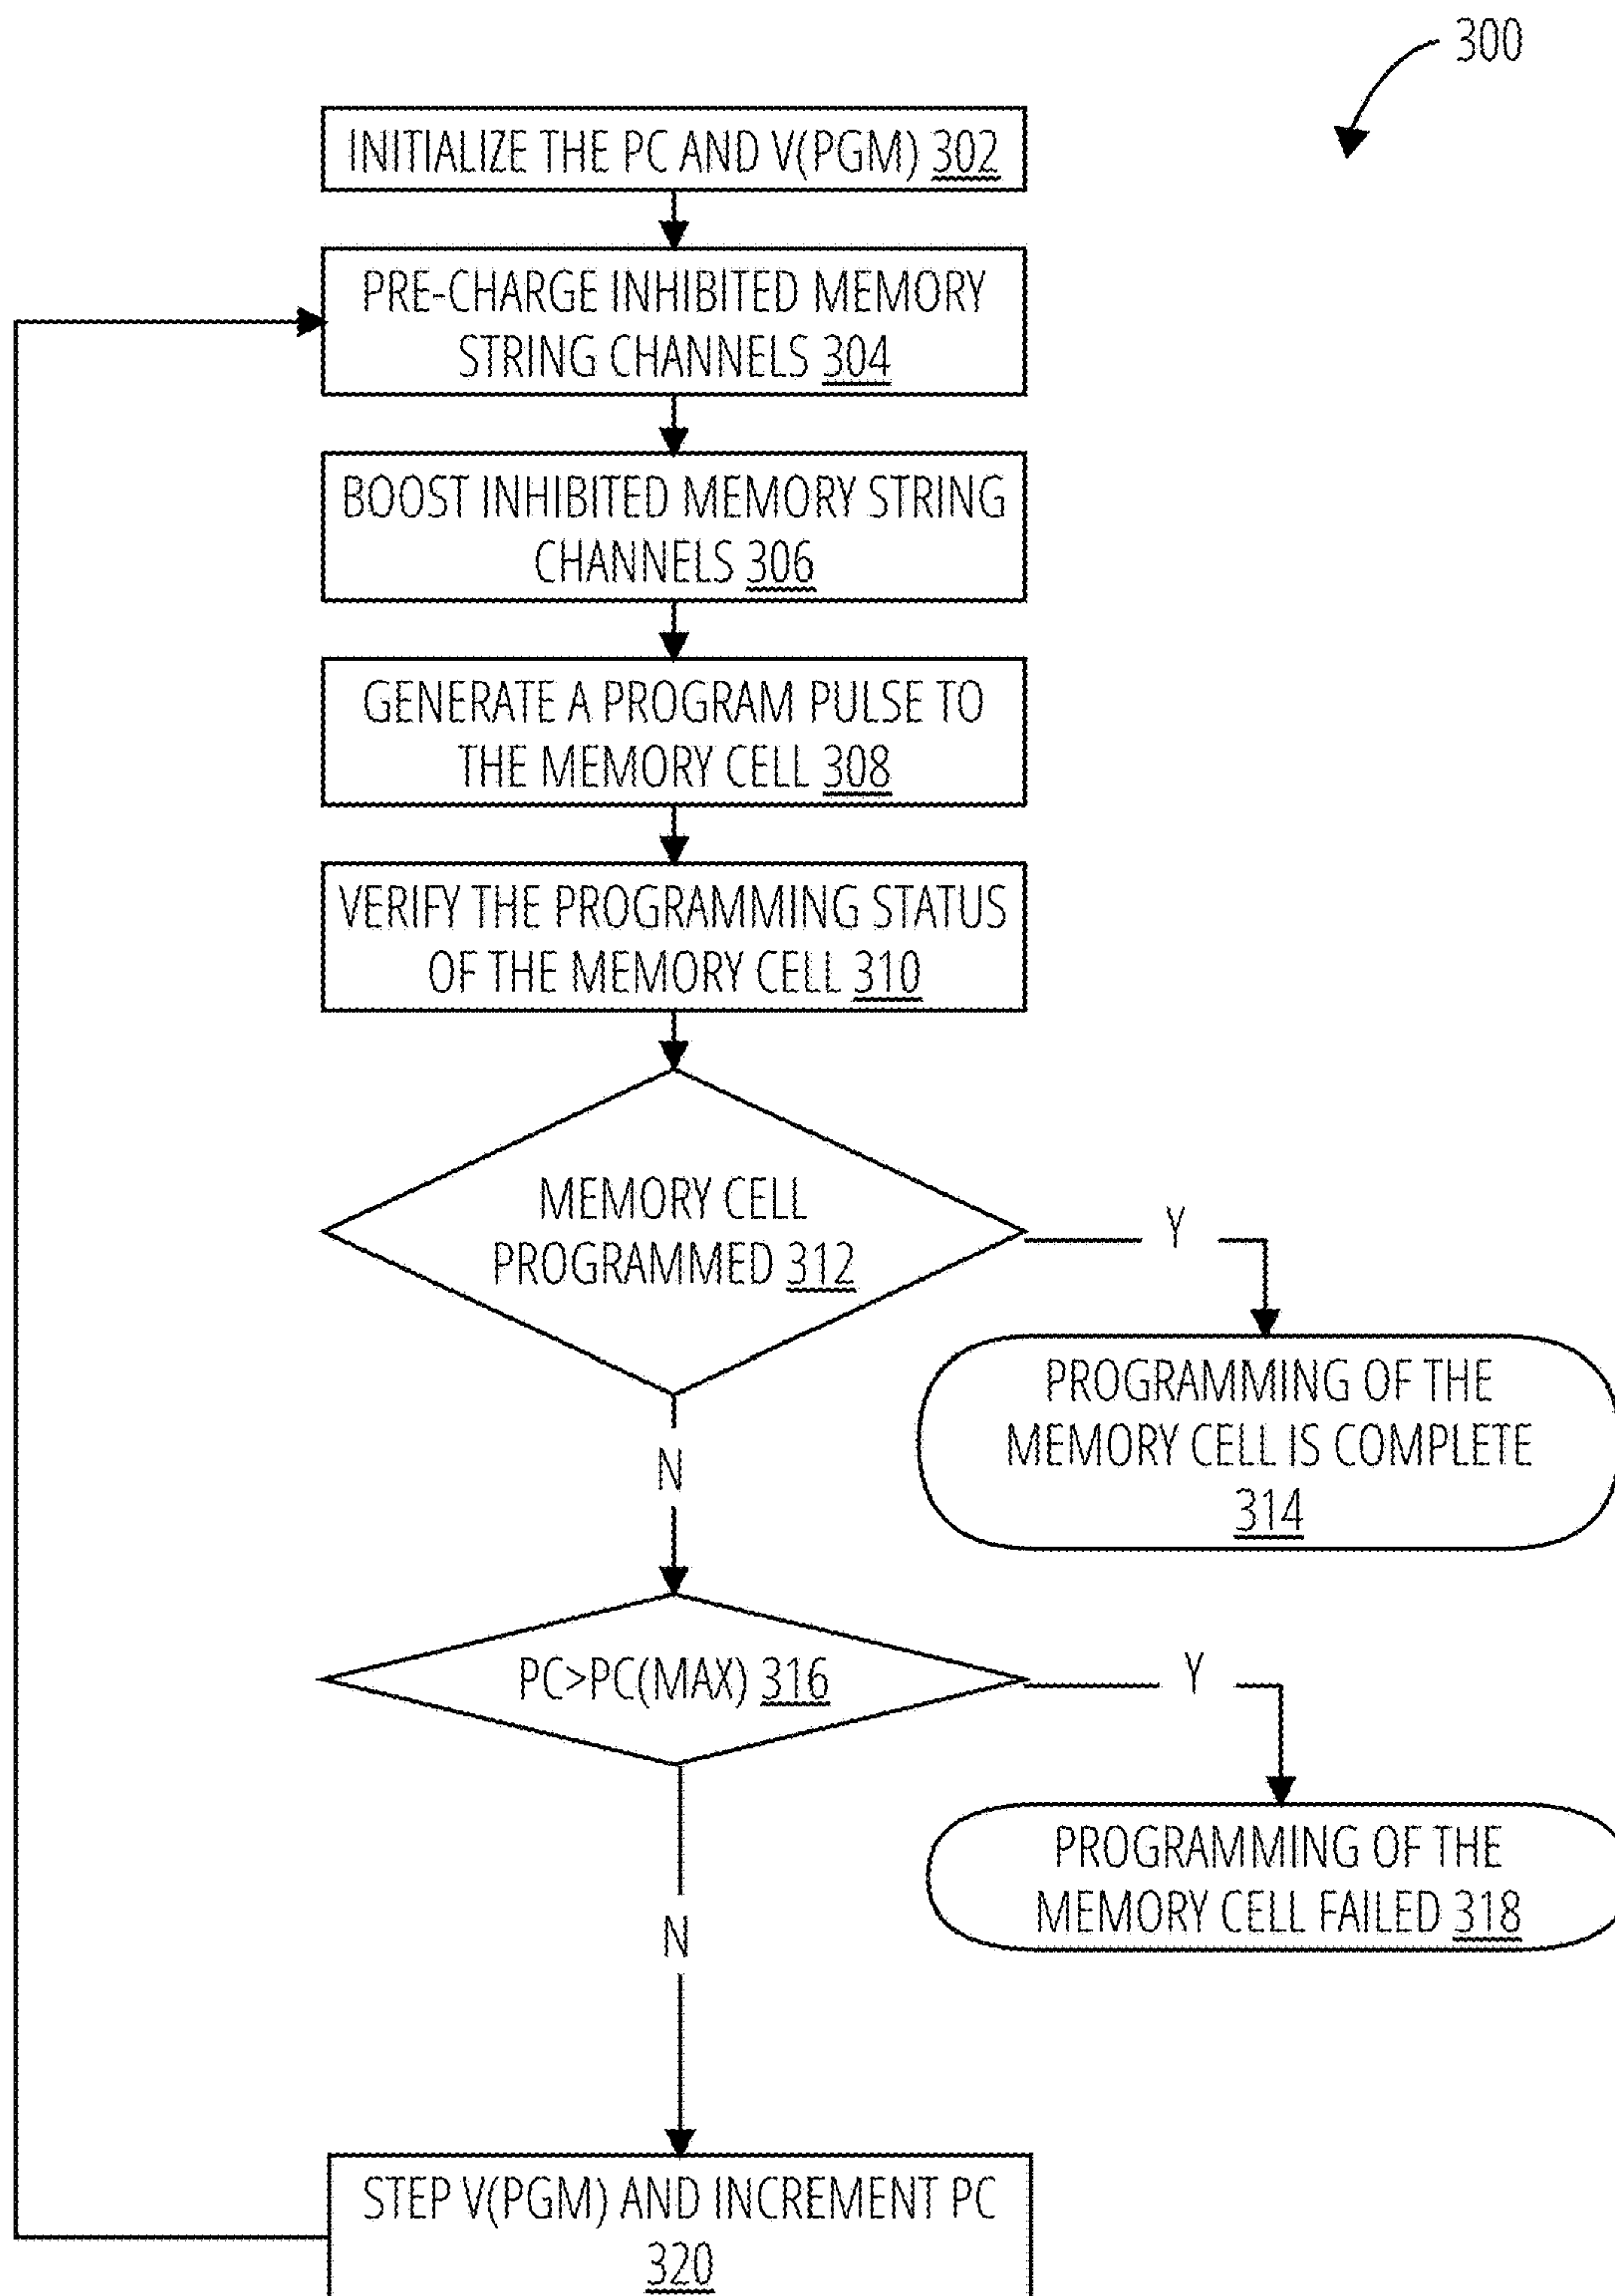 300
INITIALIZE THE PC AND V(PGM) 302
PRE-CHARGE INHIBITED MEMORY
STRING CHANNELS 304
BOOST INHIBITED MEMORY STRING
CHANNELS 306
GENERATE A PROGRAM PULSE TO
THE MEMORY CELL 308
VERIFY THE PROGRAMMING STATUS
OF THE MEMORY CELL 310
MEMORY CELL
PROGRAMMED 312
Y
PROGRAMMING OF THE
MEMORY CELL IS COMPLETE
314
N
PC>PC(MAX) 316
Y
PROGRAMMING OF THE
MEMORY CELL FAILED 318
N
STEP V(PGM) AND INCREMENT PC
320